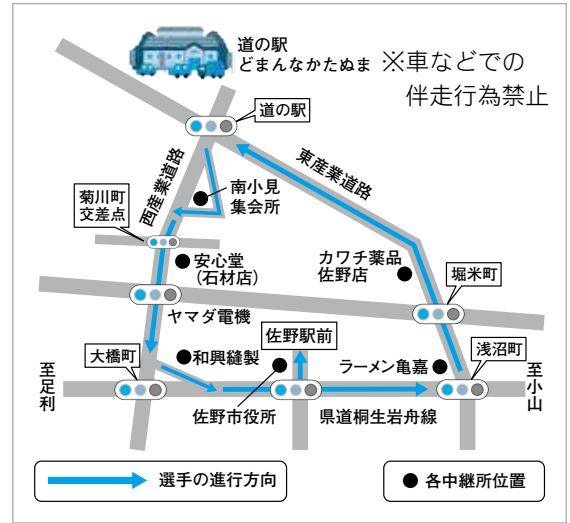 道の駅
どまんなかたぬま
※車などでの
伴走行為禁止
道の駅
東産業道路
西産業道路
南小見
集会所
菊川町
交差点
安心堂
(石材店)
カワチ薬品
佐野店
堀米町
ヤマダ電機
佐野駅前
大橋町
和興縫製
ラーメン亀嘉
浅沼町
至足利
至小山
佐野市役所
県道桐生岩舟線
選手の進行方向
各中継所位置